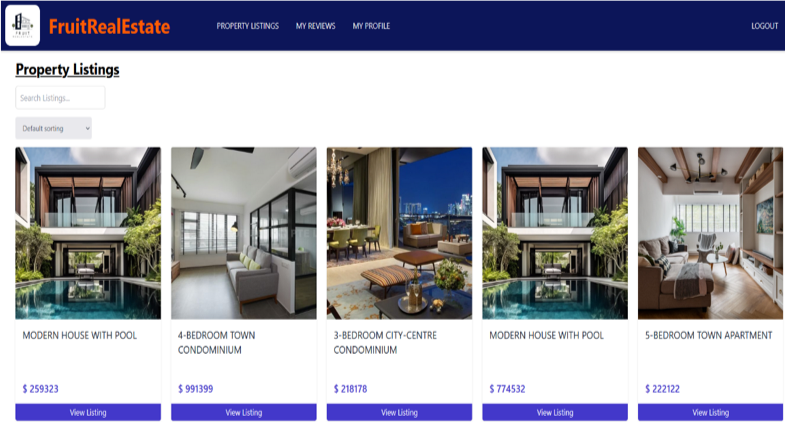 FRUIT
FruitRealEstate
PROPERTY LISTINGS
MY REVIEWS
MY PROFILE
LOGOUT
Property Listings
Search Listings...
Default sorting
MODERN HOUSE WITH POOL
$ 259323
View Listing
4-BEDROOM TOWN
CONDOMINIUM
$ 991399
View Listing
3-BEDROOM CITY-CENTRE
CONDOMINIUM
$ 218178
View Listing
MODERN HOUSE WITH POOL
$ 774532
View Listing
5-BEDROOM TOWN APARTMENT
$ 222122
View Listing